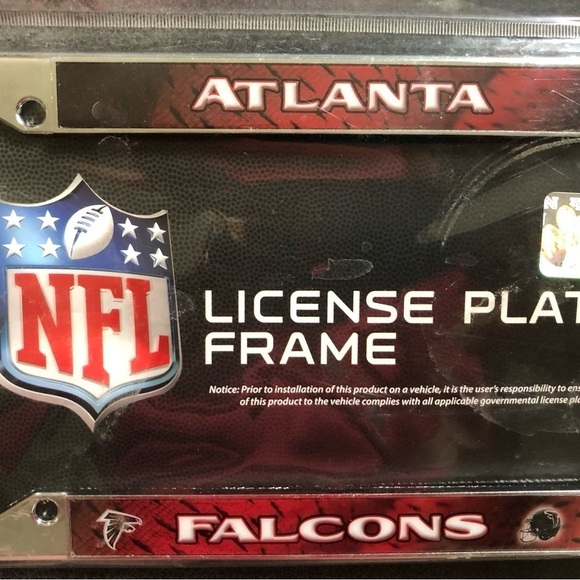 ATLANTA
NFL
LICENSE PLAT
FRAME
Notice: Prior to installation of this product on a vehicle, it is the user's responsibility to ens
of this product to the vehicle complies with all applicable governmental license pla
FALCONS